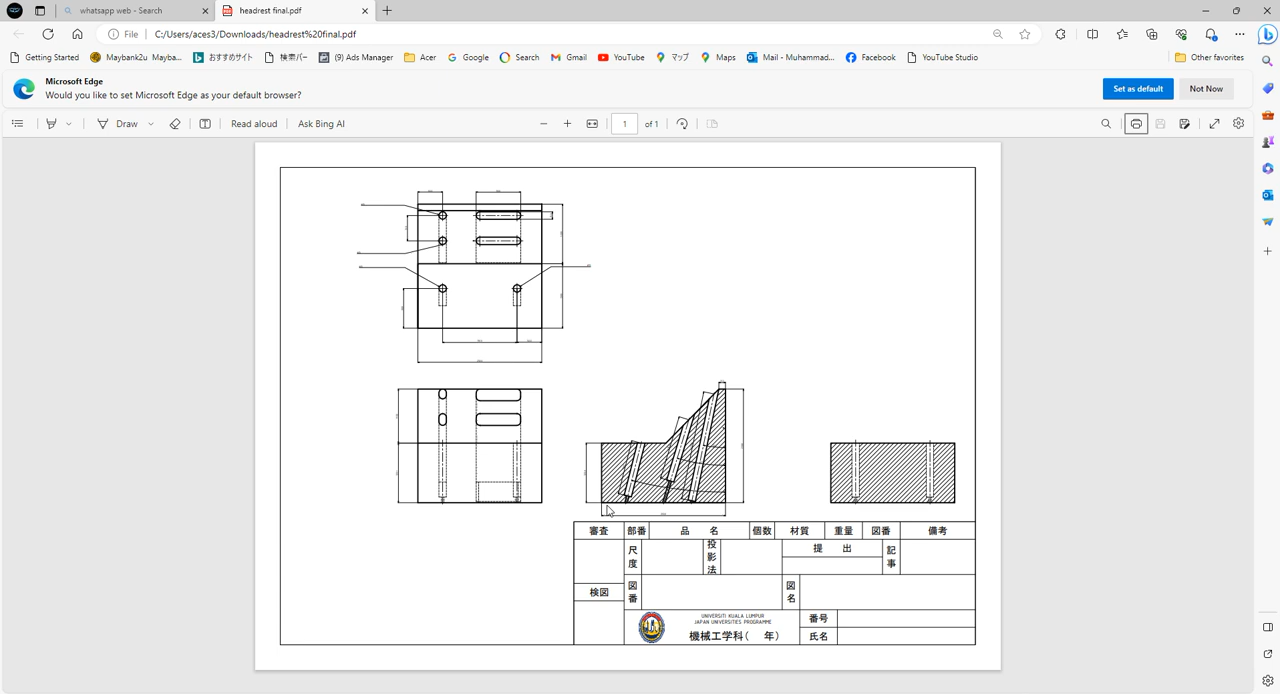 whatsapp web - Search
headrest final.pdf
File
C:/Users/aces3/Downloads/headrest%20final.pdf
Getting Started
Maybank2u Mayba...
おすすめサイト
検索バー
(9) Ads Manager
Acer
Google
Search
Gmail
YouTube
マップ
Maps
Mail - Muhammad...
Facebook
YouTube Studio
Other favorites
Microsoft Edge
Would you like to set Microsoft Edge as your default browser?
Set as default
Not Now
Draw
Read aloud
Ask Bing AI
1
of 1
審査
部番
品 名
個数
材質
重量
図番
備考
尺度
投影法
提 出
記事
検図
図番
図名
UNIVERSITI KUALA LUMPUR
JAPAN UNIVERSITIES PROGRAMME
機械工学科( 年)
番号
氏名